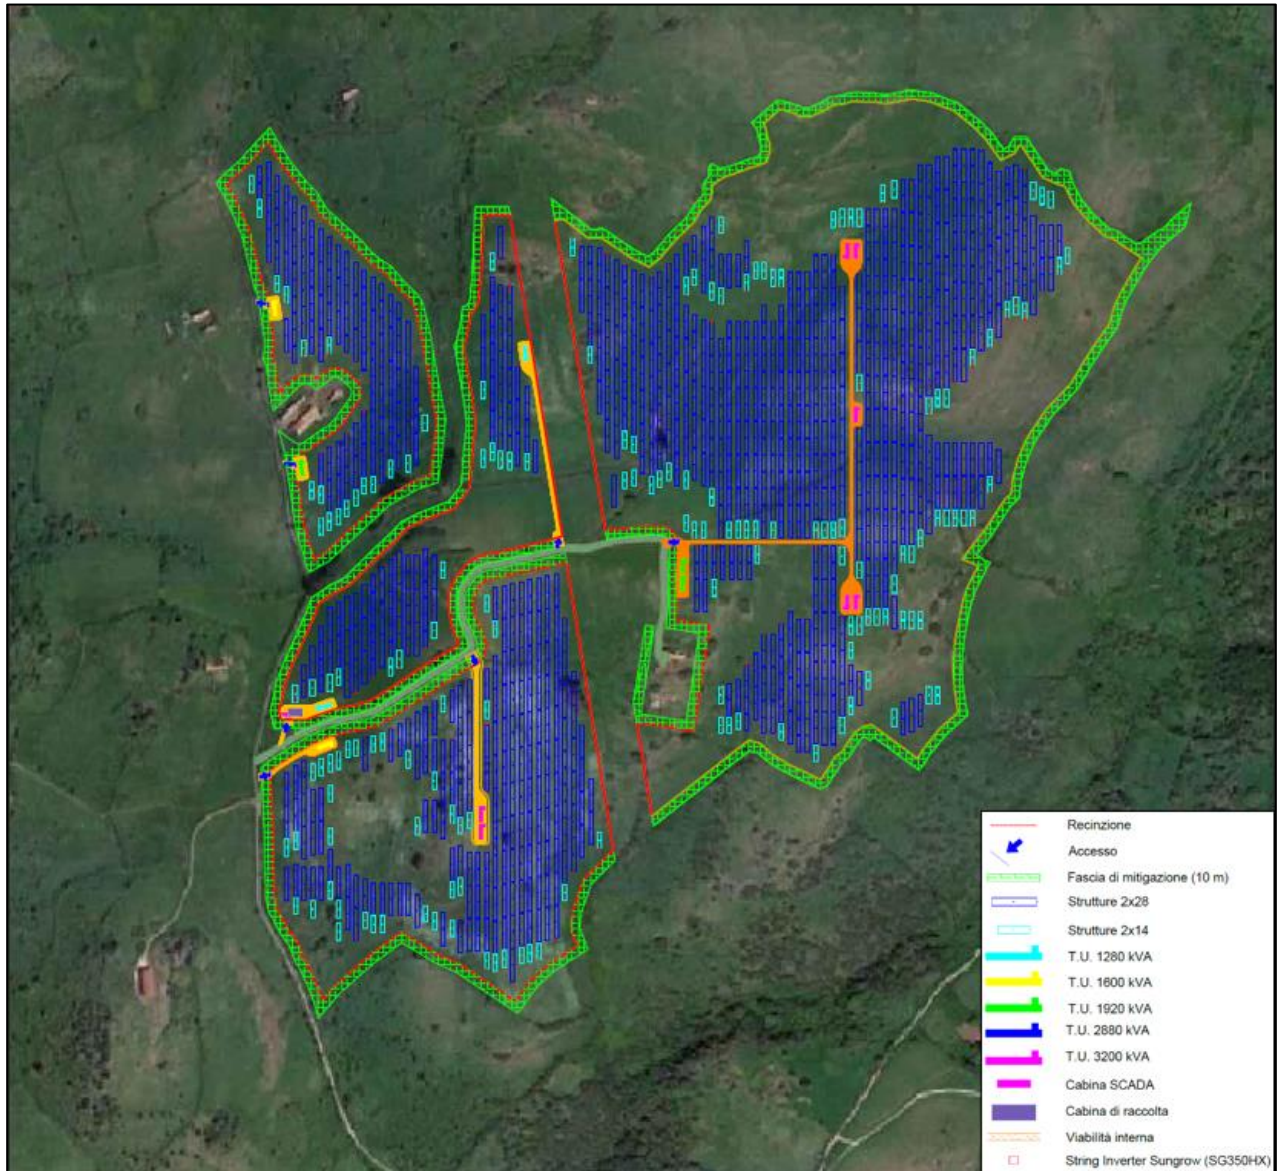 Recinzione
Accesso
Fascia di mitigazione (10 m)
Strutture 2x28
Strutture 2x14
T.U. 1280 kVA
T.U. 1600 kVA
T.U. 1920 kVA
T.U. 2880 kVA
T.U. 3200 kVA
Cabina SCADA
Cabina di raccolta
Viabilità interna
String Inverter Sungrow (SG350HX)